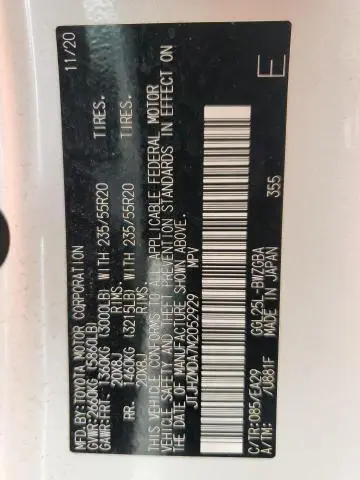 MFD.BY:TOYOTA MOTOR CORPORATION 11/20
GVWR:2660KG (5860LB)
GAWR:FRT. 1360KG (3000LB) WITH 235/55R20 TIRES.
20X8J RIMS.
RR. 1460KG (3215LB) WITH 235/55R20 TIRES.
20X8J RIMS.
THIS VEHICLE CONFORMS TO ALL APPLICABLE FEDERAL MOTOR
VEHICLE SAFETY AND THEFT PREVENTION STANDARDS IN EFFECT ON
THE DATE OF MANUFACTURE SHOWN ABOVE.
JTJHZMDA7M2052929 MPV
C/TR:085/EA29 GGL25L-BWZGBA E
TM: /U881F MADE IN JAPAN 355